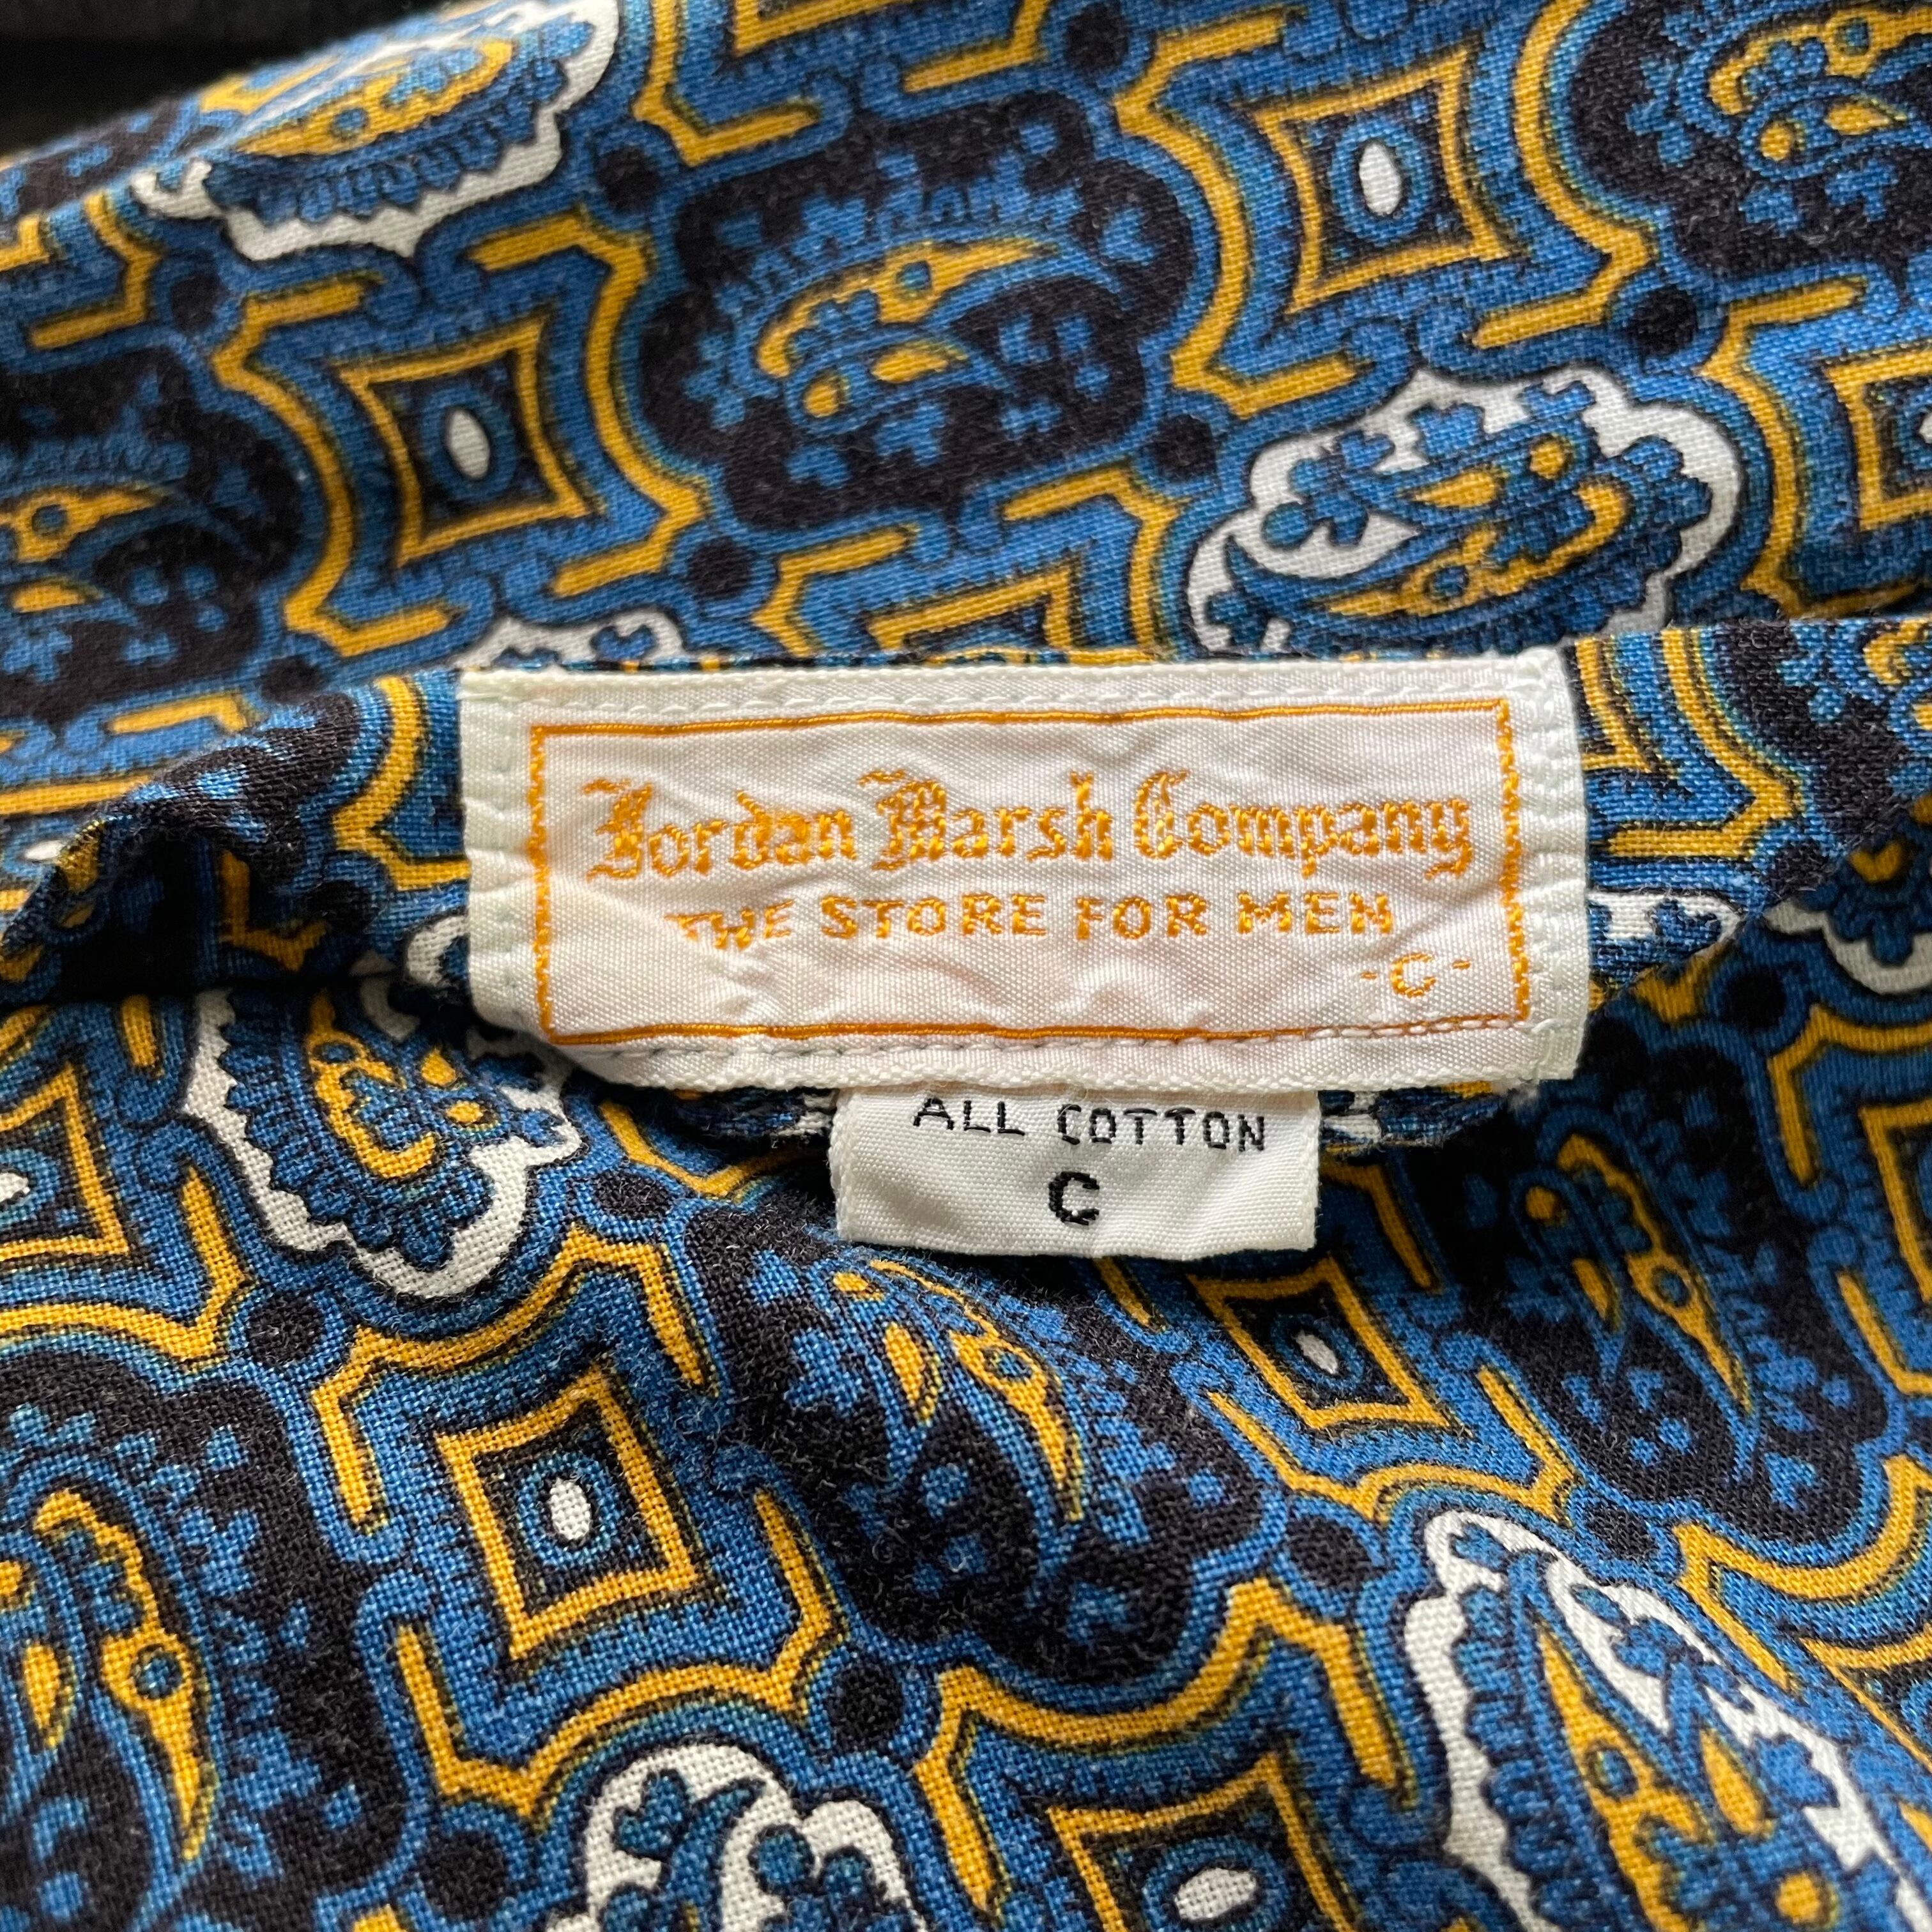 Jordan Marsh Company
THE STORE FOR MEN
-C-
ALL COTTON
C